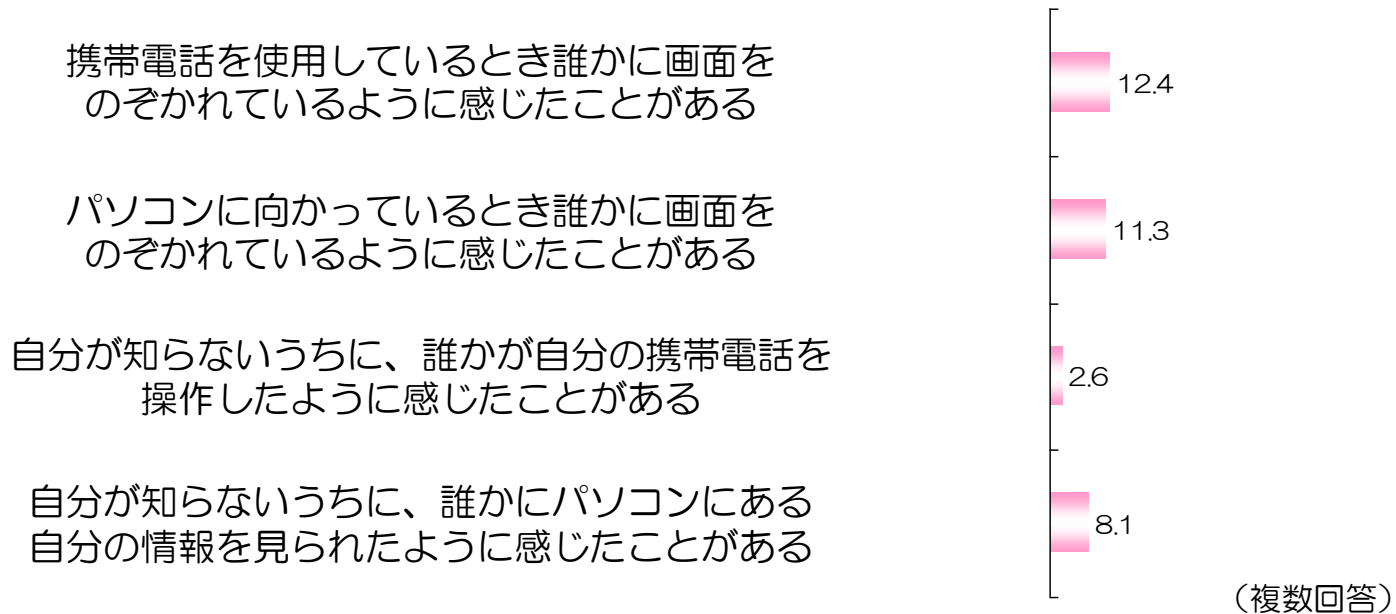 携帯電話を使用しているとき誰かに画面を
のぞかれているように感じたことがある
12.4
パソコンに向かっているとき誰かに画面を
のぞかれているように感じたことがある
11.3
自分が知らないうちに、誰かが自分の携帯電話を
操作したように感じたことがある
2.6
自分が知らないうちに、誰かにパソコンにある
自分の情報を見られたように感じたことがある
8.1
（複数回答）